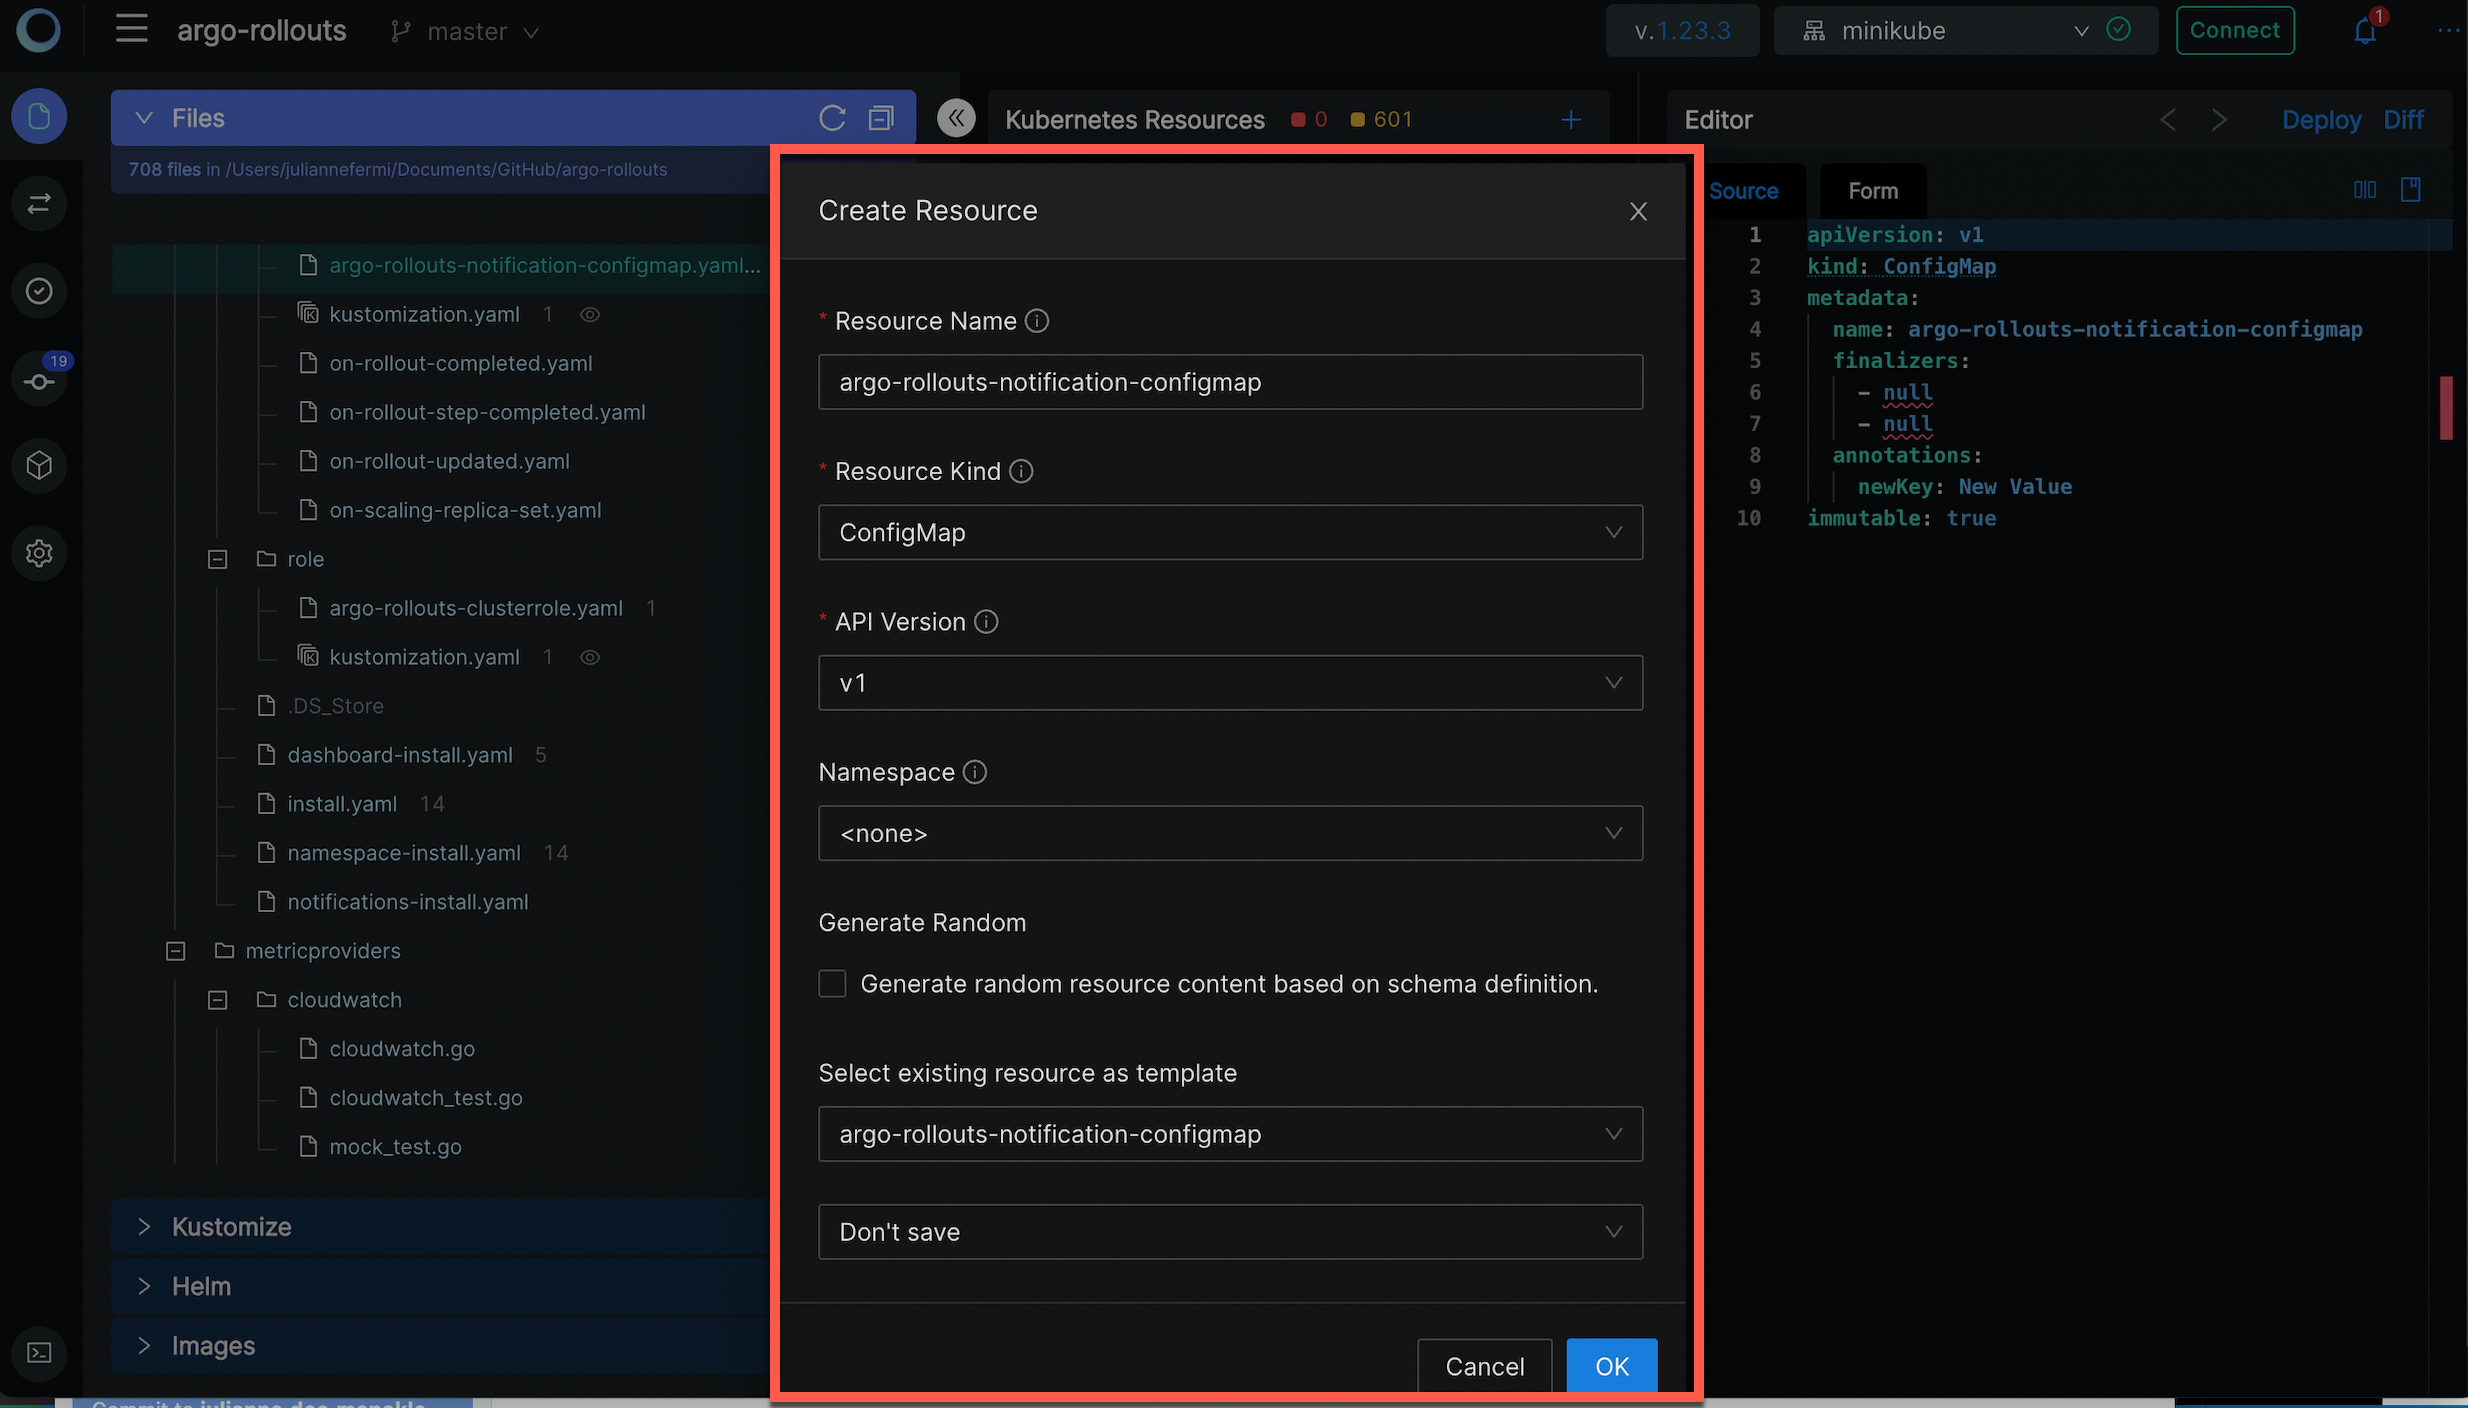 argo-rollouts master
v.1.23.3 minikube Connect 1
Files
708 files in /Users/juliannefermi/Documents/GitHub/argo-rollouts
argo-rollouts-notification-configmap.yaml...
kustomization.yaml 1
on-rollout-completed.yaml
on-rollout-step-completed.yaml
on-rollout-updated.yaml
on-scaling-replica-set.yaml
role
argo-rollouts-clusterrole.yaml 1
kustomization.yaml 1
.DS_Store
dashboard-install.yaml 5
install.yaml 14
namespace-install.yaml 14
notifications-install.yaml
metricproviders
cloudwatch
cloudwatch.go
cloudwatch_test.go
mock_test.go
Kustomize
Helm
Images
19
Kubernetes Resources 0 601
Create Resource
* Resource Name
argo-rollouts-notification-configmap
* Resource Kind
ConfigMap
* API Version
v1
Namespace
<none>
Generate Random
Generate random resource content based on schema definition.
Select existing resource as template
argo-rollouts-notification-configmap
Don't save
Cancel OK
Editor Deploy Diff
Source Form
1 apiVersion: v1
2 kind: ConfigMap
3 metadata:
4 name: argo-rollouts-notification-configmap
5 finalizers:
6 - null
7 - null
8 annotations:
9 newKey: New Value
10 immutable: true